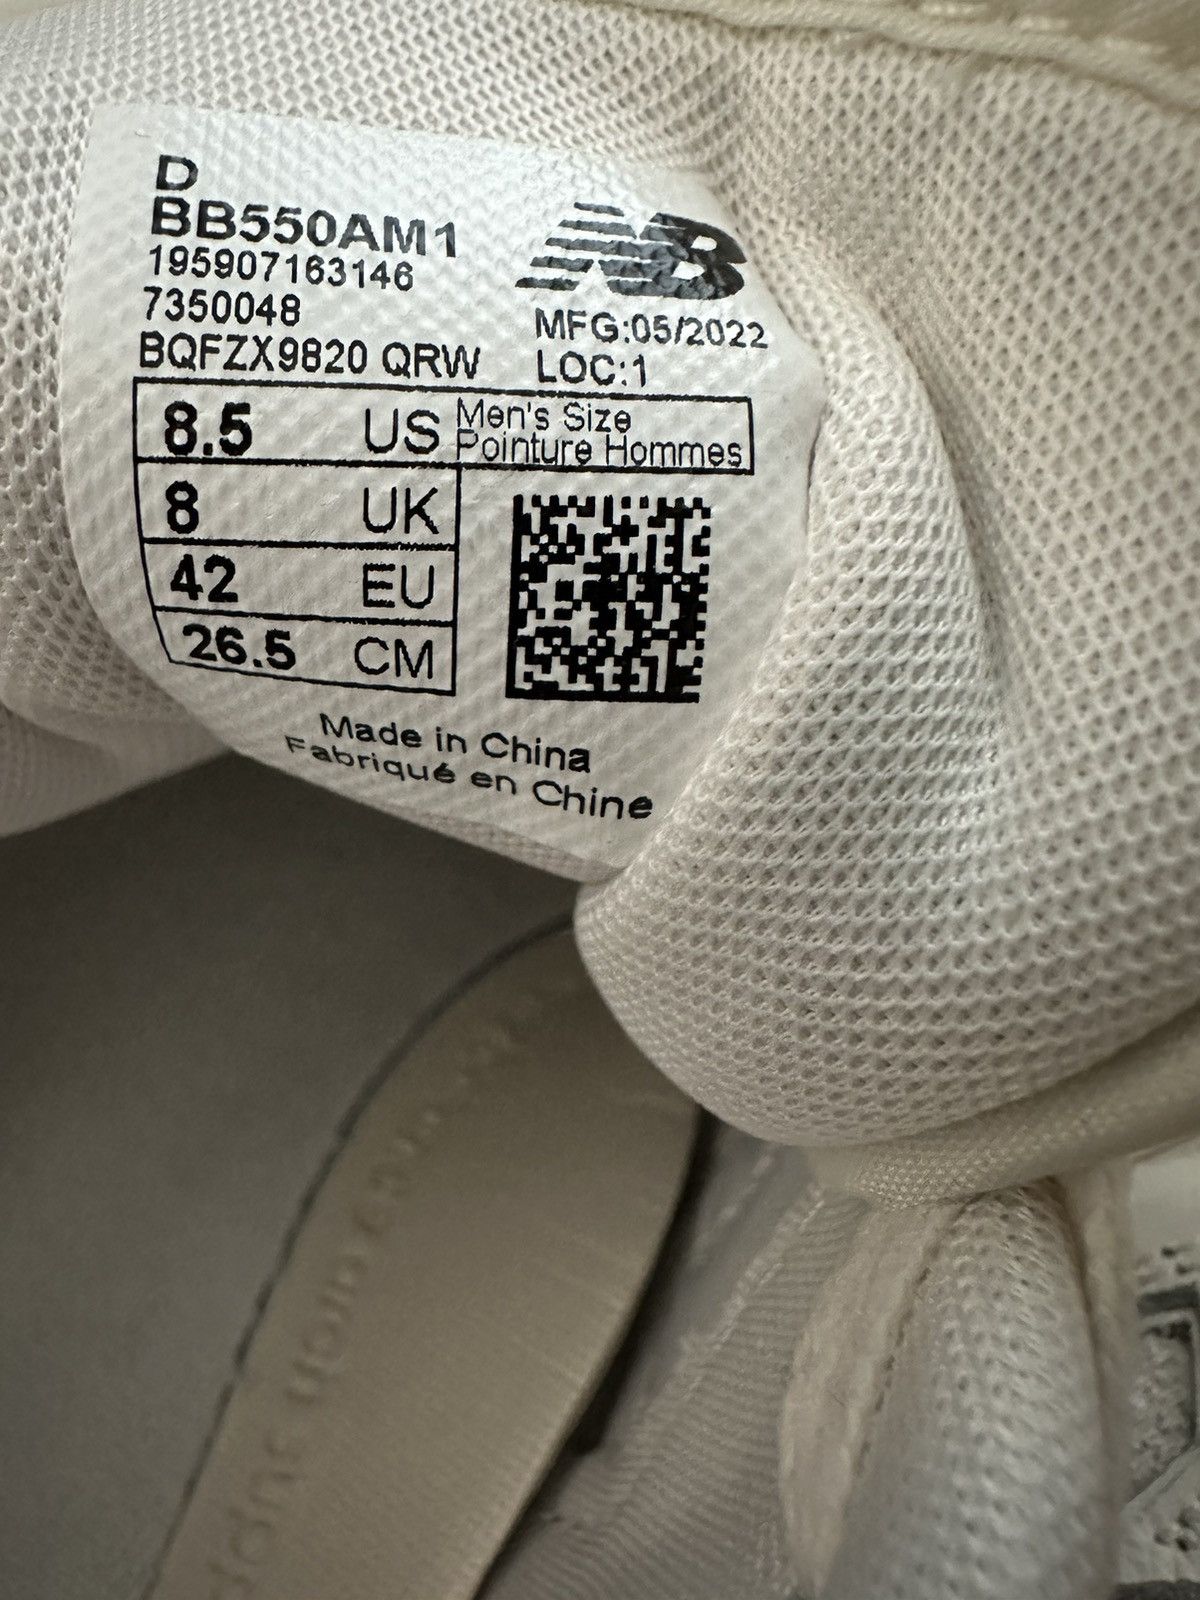 D
BB550AM1
195907163146
7350048
BQFZX9820 QRW
NB
MFG:05/2022
LOC:1
8.5 US Men's Size
Pointure Hommes
8 UK
42 EU
26.5 CM
Made in China
Fabriqué en Chine